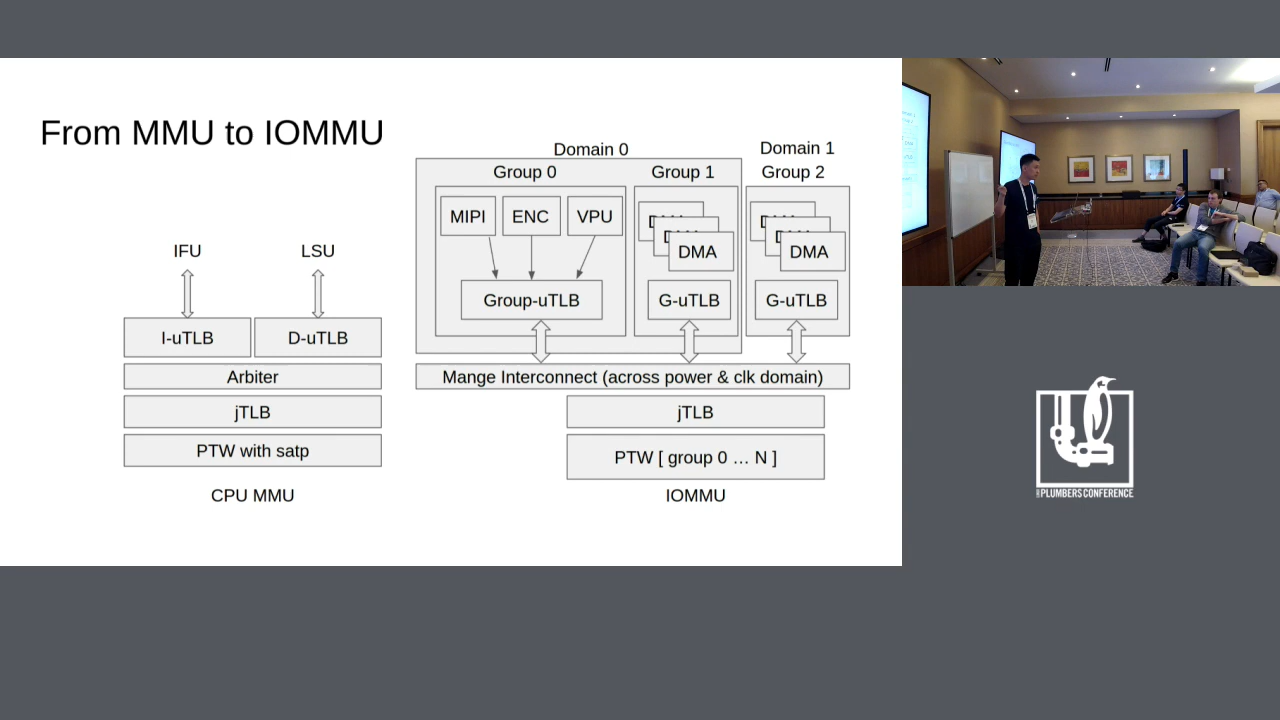 From MMU to IOMMU
Domain 0
Domain 1
Group 0
Group 1
Group 2
MIPI
ENC
VPU
DMA
DMA
IFU
LSU
Group-uTLB
G-uTLB
G-uTLB
I-uTLB
D-uTLB
Arbiter
Mange Interconnect (across power & clk domain)
jTLB
jTLB
PTW with satp
PTW [ group 0 … N ]
CPU MMU
IOMMU
PLUMBERS CONFERENCE